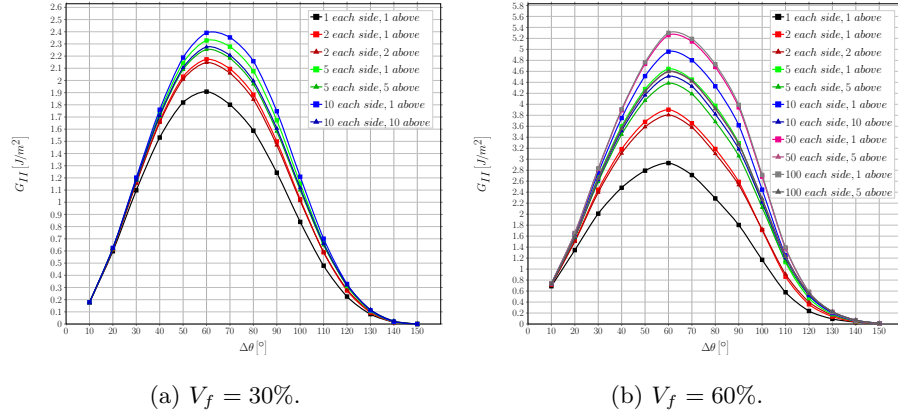 2.6
2.5
2.4
2.3
2.2
2.1
2
1.9
1.8
1.7
1.6
1.5
1.4
1.3
1.2
1.1
1
0.9
0.8
0.7
0.6
0.5
0.4
0.3
0.2
0.1
0
G_{II} [J/m²]
1 each side, 1 above
2 each side, 1 above
2 each side, 2 above
5 each side, 1 above
5 each side, 5 above
10 each side, 1 above
10 each side, 10 above
10 20 30 40 50 60 70 80 90 100 110 120 130 140 150
Δθ [°]
(a) V_f = 30%.
5.8
5.6
5.4
5.2
5
4.8
4.6
4.4
4.2
4
3.8
3.6
3.4
3.2
3
2.8
2.6
2.4
2.2
2
1.8
1.6
1.4
1.2
1
0.8
0.6
0.4
0.2
0
G_{II} [J/m²]
1 each side, 1 above
2 each side, 1 above
2 each side, 2 above
5 each side, 1 above
5 each side, 5 above
10 each side, 1 above
10 each side, 10 above
50 each side, 1 above
50 each side, 5 above
100 each side, 1 above
100 each side, 5 above
10 20 30 40 50 60 70 80 90 100 110 120 130 140 150
Δθ [°]
(b) V_f = 60%.